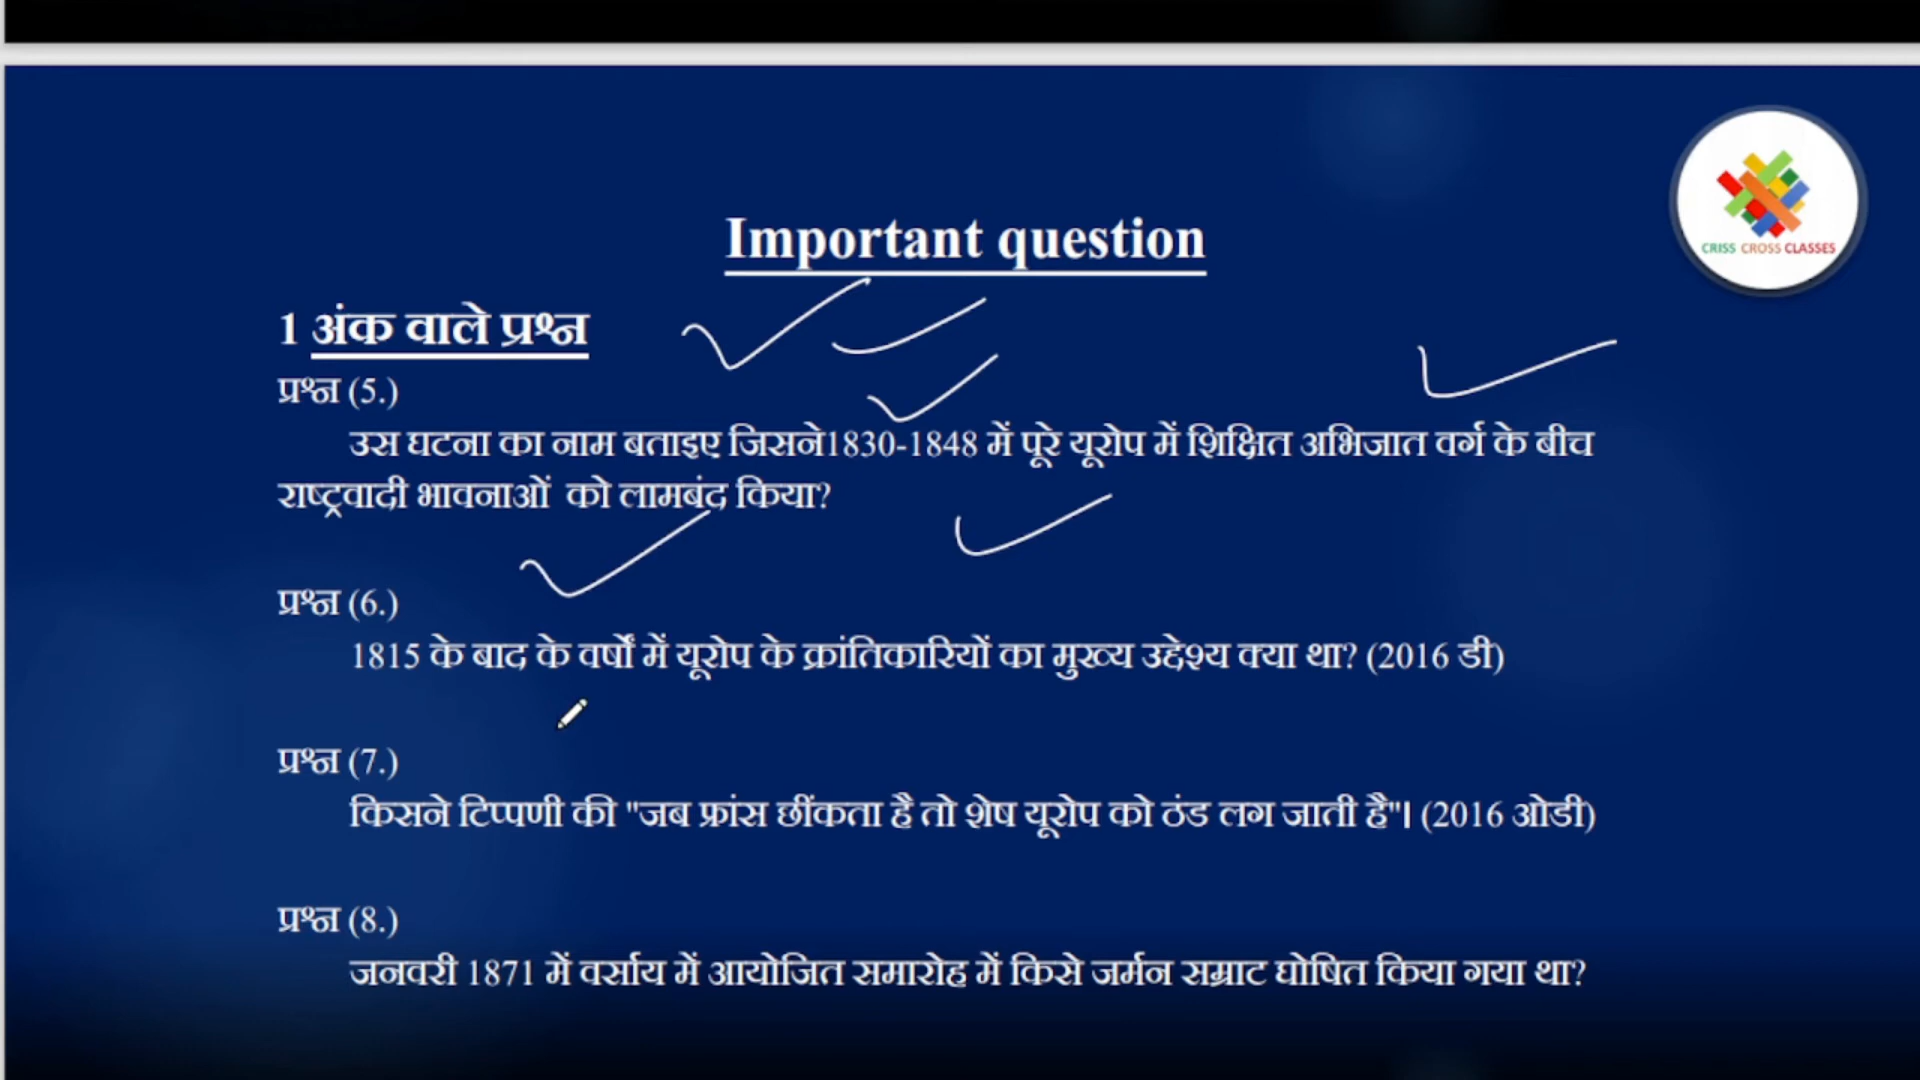 CRISS CROSS CLASSES
Important question
1 अंक वाले प्रश्न
प्रश्न (5.)
उस घटना का नाम बताइए जिसने1830-1848 में पूरे यूरोप में शिक्षित अभिजात वर्ग के बीच
राष्ट्रवादी भावनाओं को लामबंद किया?
प्रश्न (6.)
1815 के बाद के वर्षों में यूरोप के क्रांतिकारियों का मुख्य उद्देश्य क्या था? (2016 डी)
प्रश्न (7.)
किसने टिप्पणी की "जब फ्रांस छींकता है तो शेष यूरोप को ठंड लग जाती है"। (2016 ओडी)
प्रश्न (8.)
जनवरी 1871 में वर्साय में आयोजित समारोह में किसे जर्मन सम्राट घोषित किया गया था?